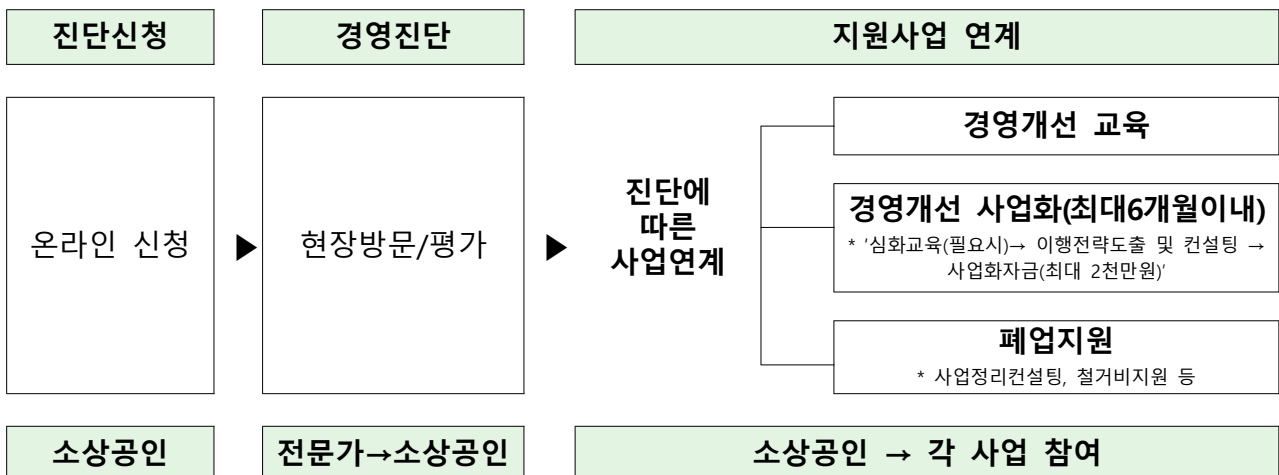 진단신청
경영진단
지원사업 연계
온라인 신청
▶
현장방문/평가
▶
진단에
따른
사업연계
경영개선 교육
경영개선 사업화(최대6개월이내)
* '심화교육(필요시)→ 이행전략도출 및 컨설팅 →
사업화자금(최대 2천만원)'
폐업지원
* 사업정리컨설팅, 철거비지원 등
소상공인
전문가→소상공인
소상공인 → 각 사업 참여